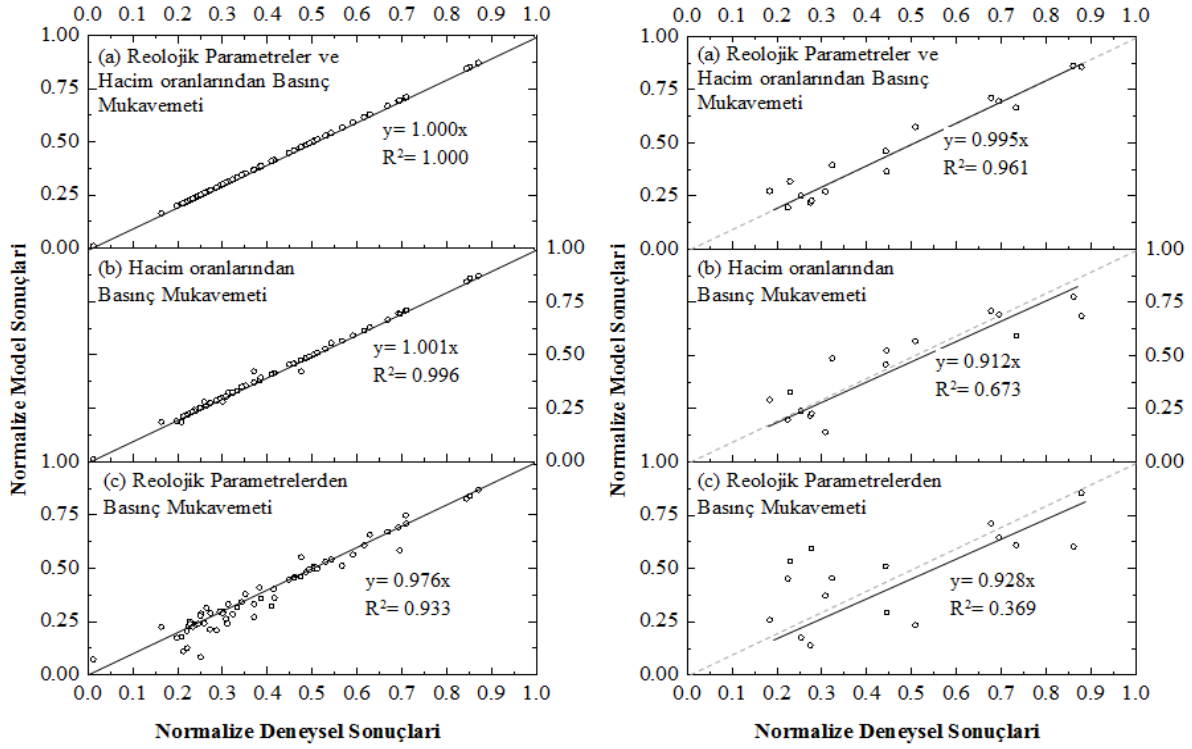 0.0 0.1 0.2 0.3 0.4 0.5 0.6 0.7 0.8 0.9 1.0
1.00
(a) Reolojik Parametreler ve
Hacim oranlarından Basınç
Mukavemeti
0.75
0.50
y= 1.000x
R²= 1.000
0.25
0.00
1.00
(b) Hacim oranlarından
Basınç Mukavemeti
0.75
0.50
y= 1.001x
R²= 0.996
0.25
1.00
0.00
(c) Reolojik Parametrelerden
Basınç Mukavemeti
0.75
0.50
y= 0.976x
R²= 0.933
0.25
0.00
0.0 0.1 0.2 0.3 0.4 0.5 0.6 0.7 0.8 0.9 1.0
Normalize Model Sonuçlari
Normalize Deneysel Sonuçlari
0.0 0.1 0.2 0.3 0.4 0.5 0.6 0.7 0.8 0.9 1.0
1.00
(a) Reolojik Parametreler ve
Hacim oranlarından Basınç
Mukavemeti
0.75
0.50
y= 0.995x
R²= 0.961
0.25
0.00
1.00
(b) Hacim oranlarından
Basınç Mukavemeti
0.75
0.50
y= 0.912x
R²= 0.673
0.25
1.00
0.00
(c) Reolojik Parametrelerden
Basınç Mukavemeti
0.75
0.50
y= 0.928x
R²= 0.369
0.25
0.00
0.0 0.1 0.2 0.3 0.4 0.5 0.6 0.7 0.8 0.9 1.0
Normalize Model Sonuçlari
Normalize Deneysel Sonuçlari